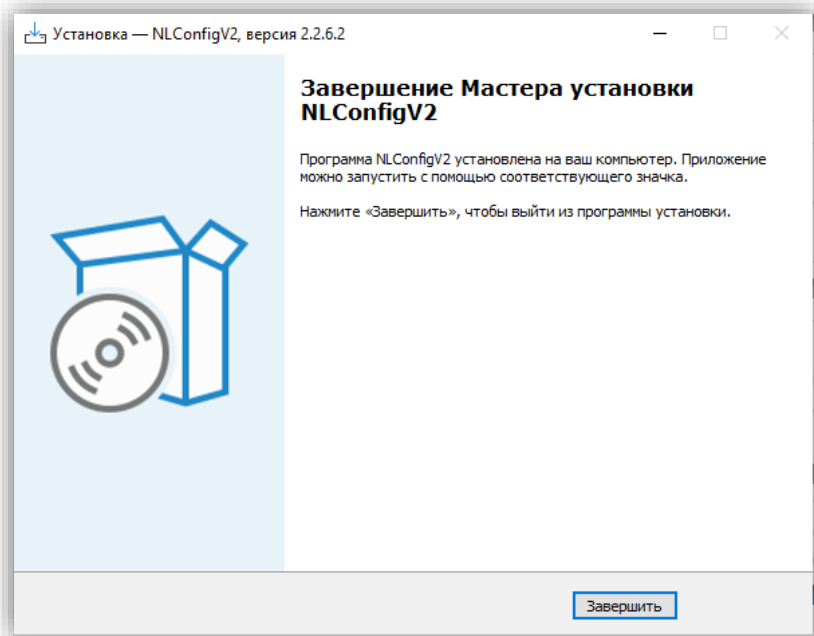 Установка — NLConfigV2, версия 2.2.6.2
Завершение Мастера установки
NLConfigV2
Программа NLConfigV2 установлена на ваш компьютер. Приложение
можно запустить с помощью соответствующего значка.
Нажмите «Завершить», чтобы выйти из программы установки.
Завершить